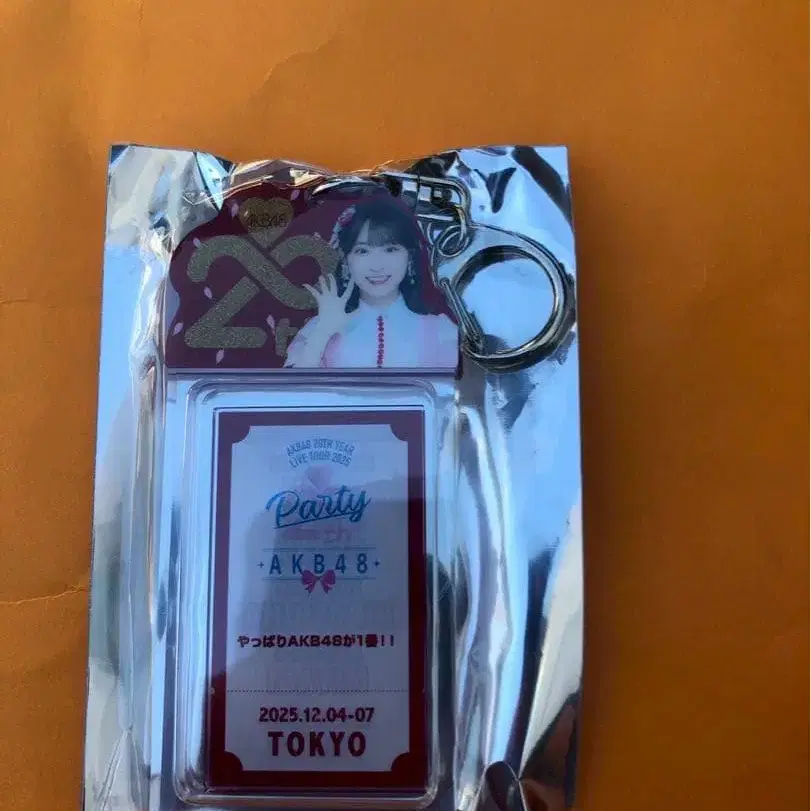 AKB48
20th
AKB48 20TH YEAR
LIVE TOUR 2025
Party
AKB48
やっぱりAKB48が1番!!
2025.12.04-07
TOKYO